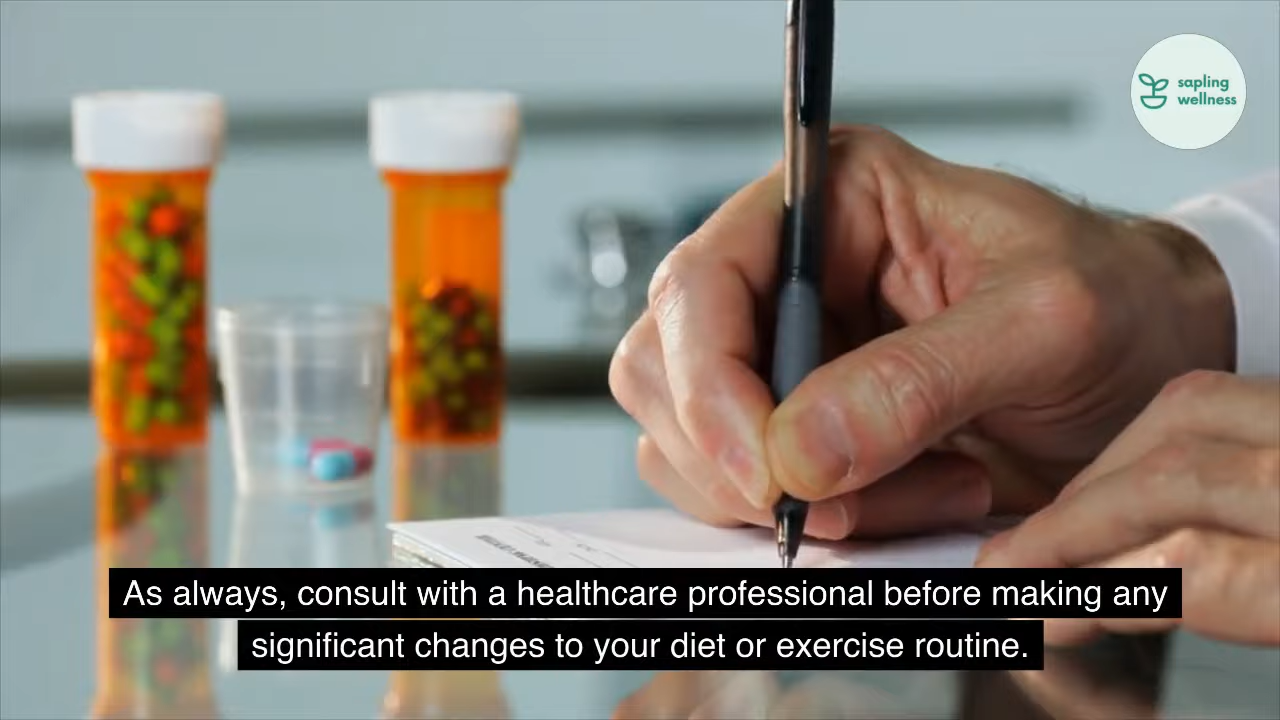 sapling
wellness
As always, consult with a healthcare professional before making any
significant changes to your diet or exercise routine.